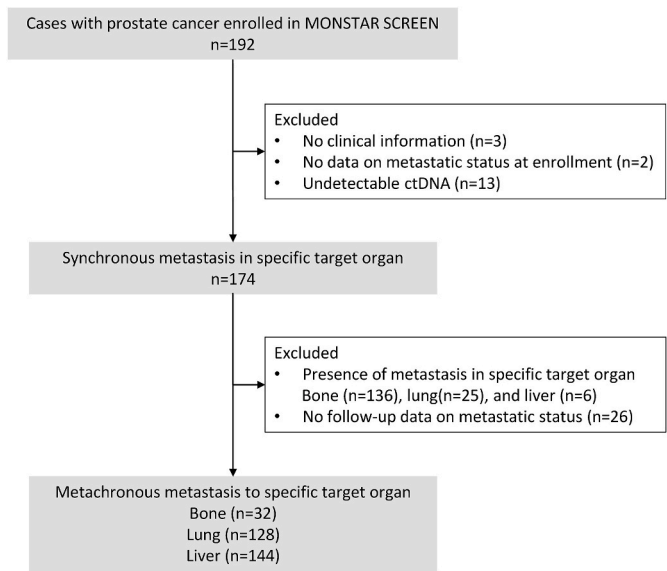 Cases with prostate cancer enrolled in MONSTAR SCREEN
n=192
Excluded
• No clinical information (n=3)
• No data on metastatic status at enrollment (n=2)
• Undetectable ctDNA (n=13)
Synchronous metastasis in specific target organ
n=174
Excluded
• Presence of metastasis in specific target organ
Bone (n=136), lung(n=25), and liver (n=6)
• No follow-up data on metastatic status (n=26)
Metachronous metastasis to specific target organ
Bone (n=32)
Lung (n=128)
Liver (n=144)